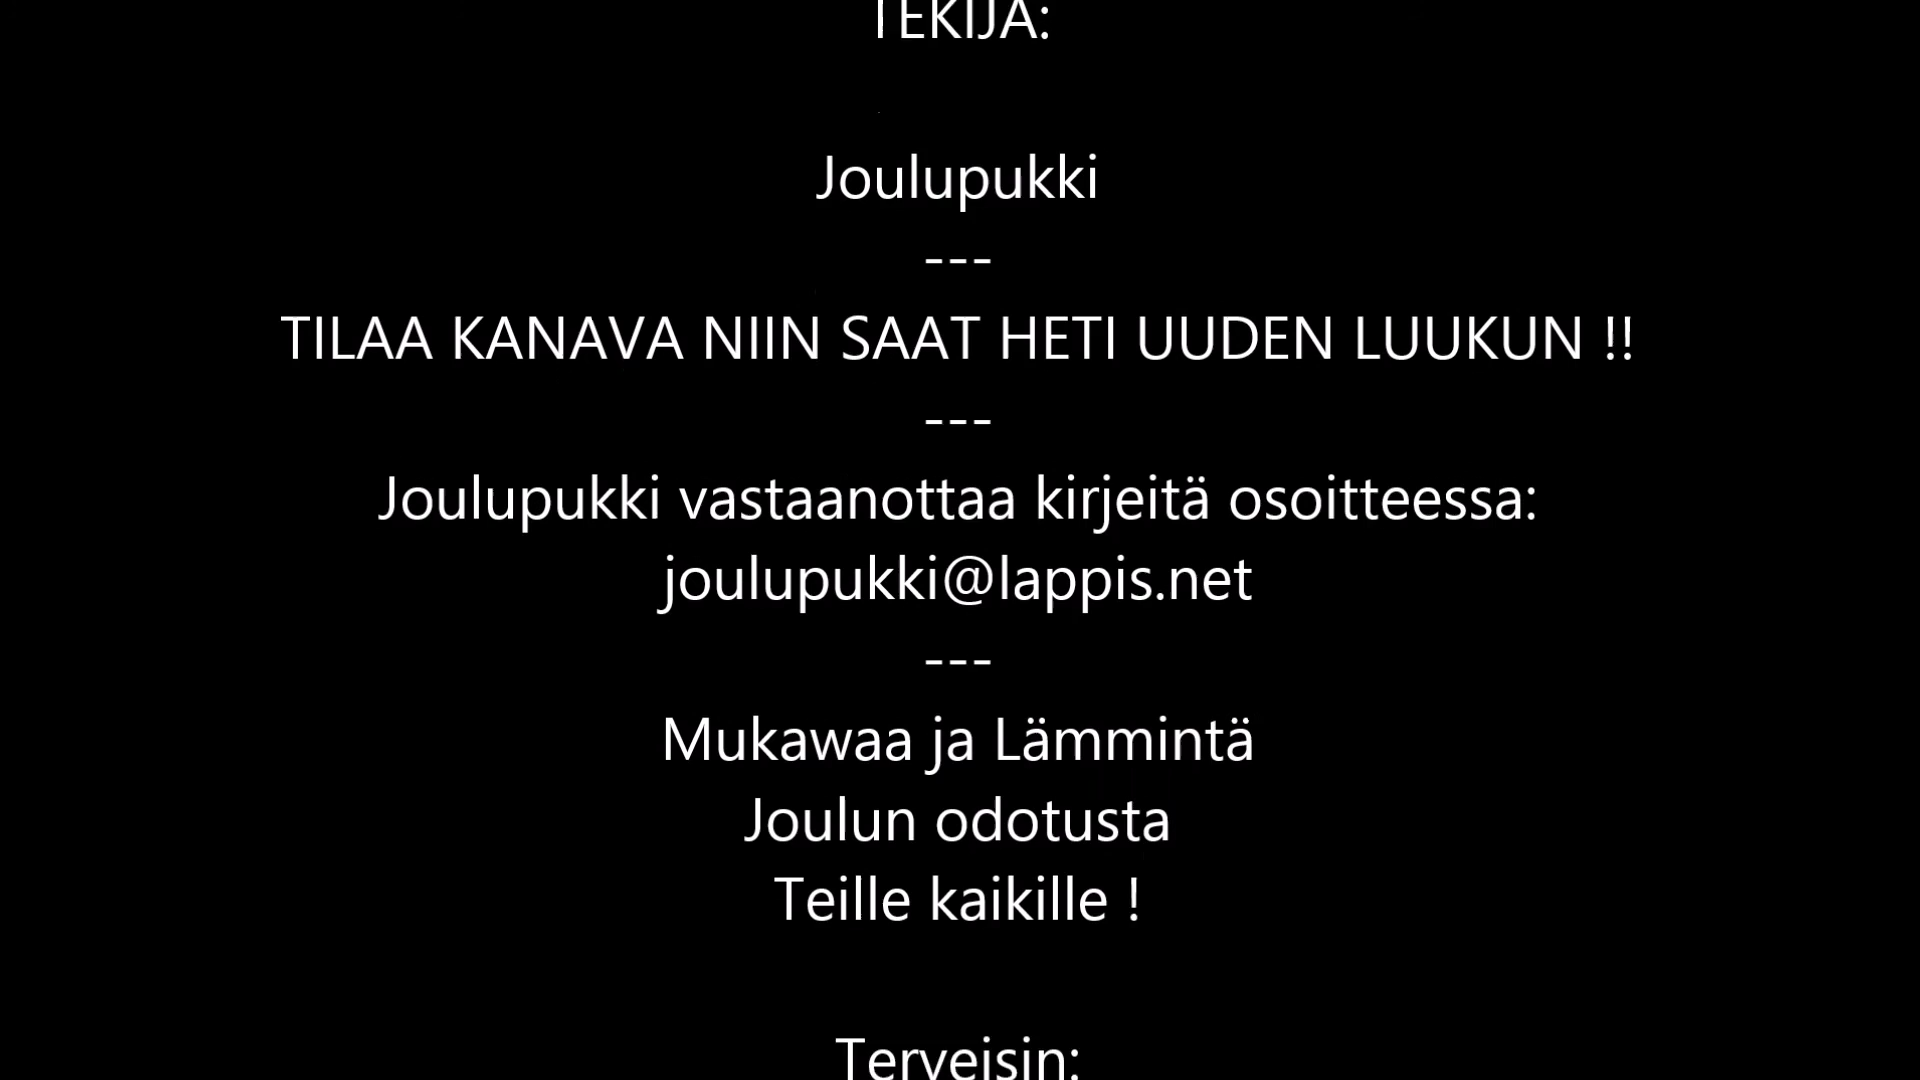 TEKIJÄ:
Joulupukki
---
TILAA KANAVA NIIN SAAT HETI UUDEN LUUKUN !!
---
Joulupukki vastaanottaa kirjeitä osoitteessa:
joulupukki@lappis.net
---
Mukawaa ja Lämmintä
Joulun odotusta
Teille kaikille !
Terveisin: